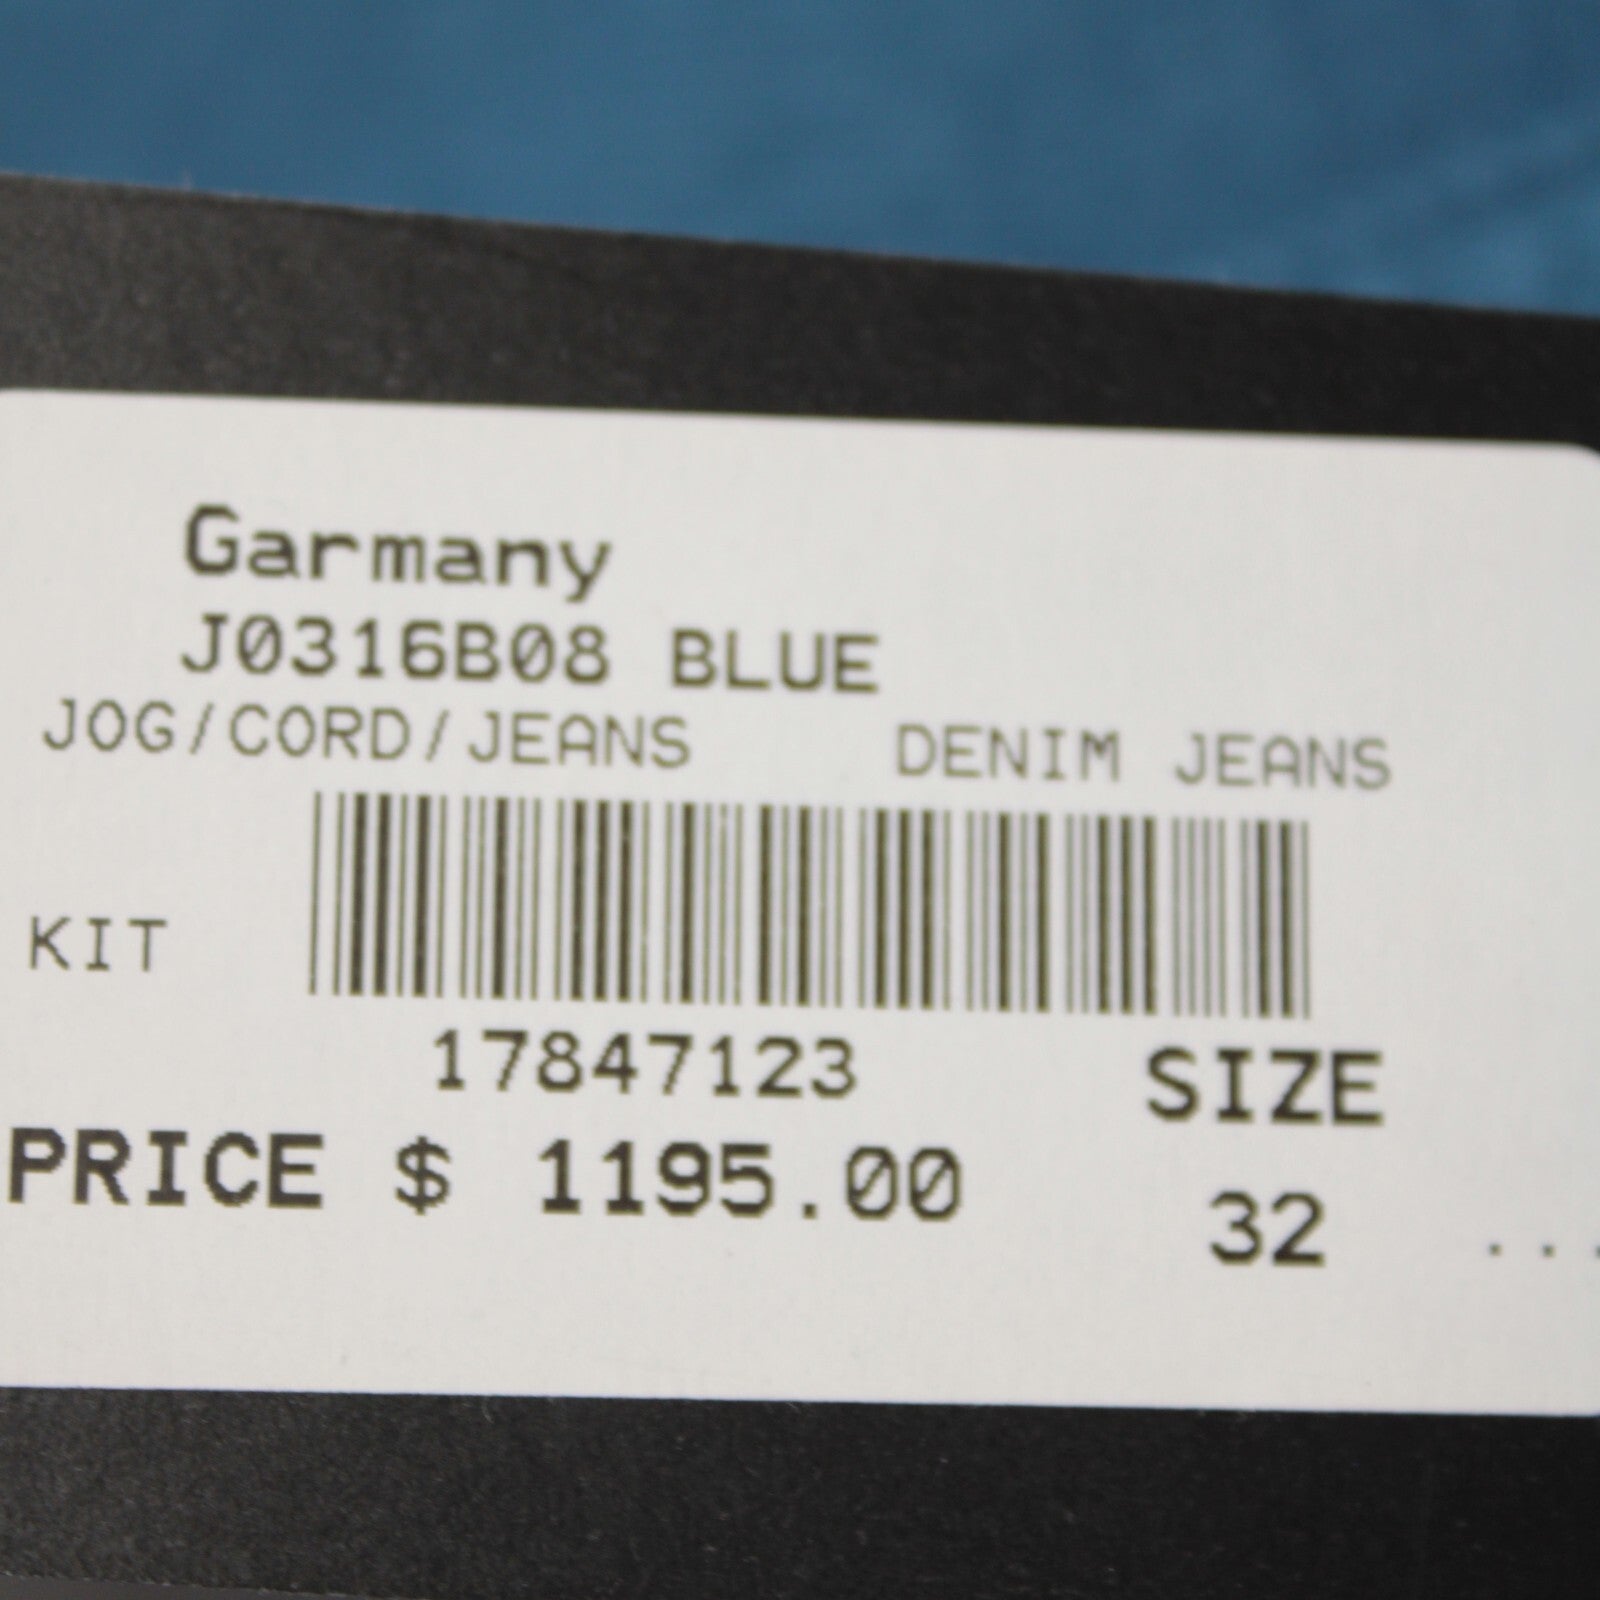 Garmany
J0316B08 BLUE
JOG/CORD/JEANS DENIM JEANS
KIT
17847123 SIZE
PRICE $ 1195.00 32 ...